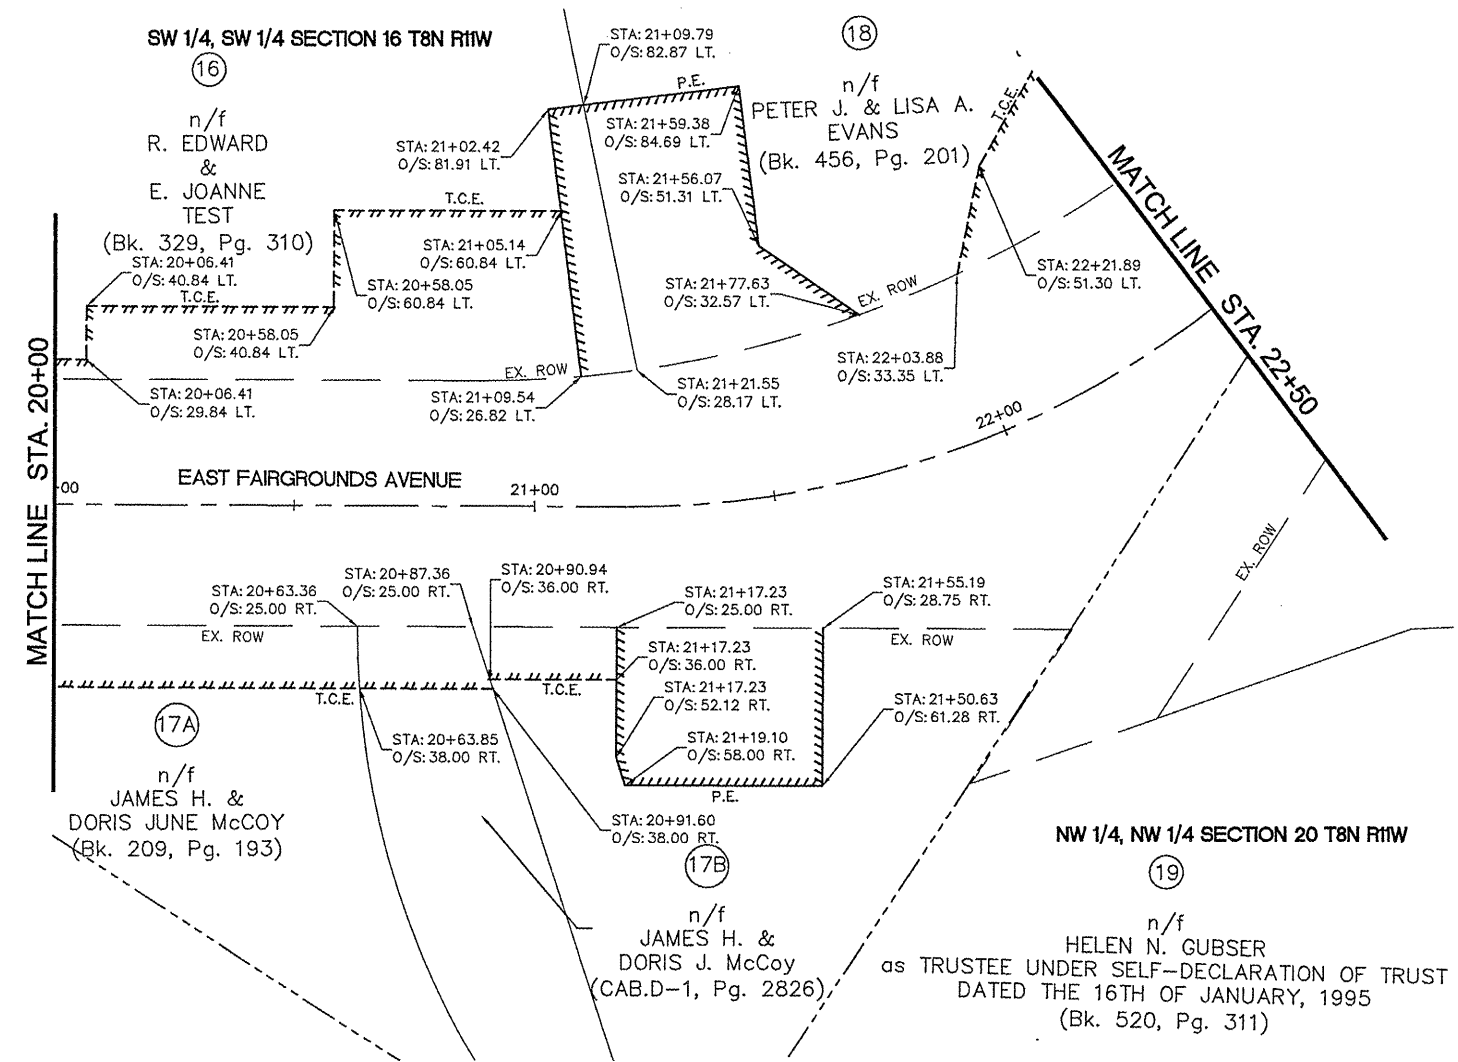 SW 1/4, SW 1/4 SECTION 16 T8N R11W
16
n/f
R. EDWARD
&
E. JOANNE
TEST
(Bk. 329, Pg. 310)
STA: 21+09.79
O/S: 82.87 LT.
18
n/f
PETER J. & LISA A.
EVANS
(Bk. 456, Pg. 201)
P.E.
STA: 21+59.38
O/S: 84.69 LT.
STA: 21+02.42
O/S: 81.91 LT.
T.C.E.
STA: 21+56.07
O/S: 51.31 LT.
T.C.E.
STA: 21+05.14
O/S: 60.84 LT.
STA: 20+06.41
O/S: 40.84 LT.
T.C.E.
STA: 20+58.05
O/S: 60.84 LT.
STA: 20+58.05
O/S: 40.84 LT.
STA: 21+77.63
O/S: 32.57 LT.
EX. ROW
STA: 22+21.89
O/S: 51.30 LT.
STA: 22+03.88
O/S: 33.35 LT.
EX. ROW
STA: 20+06.41
O/S: 29.84 LT.
STA: 21+09.54
O/S: 26.82 LT.
STA: 21+21.55
O/S: 28.17 LT.
MATCH LINE STA. 22+50
MATCH LINE STA. 20+00
22+00
EAST FAIRGROUNDS AVENUE
00
21+00
EX. ROW
STA: 20+63.36
O/S: 25.00 RT.
STA: 20+87.36
O/S: 25.00 RT.
STA: 20+90.94
O/S: 36.00 RT.
STA: 21+17.23
O/S: 25.00 RT.
STA: 21+55.19
O/S: 28.75 RT.
EX. ROW
EX. ROW
STA: 21+17.23
O/S: 36.00 RT.
T.C.E.
T.C.E.
STA: 21+17.23
O/S: 52.12 RT.
STA: 21+50.63
O/S: 61.28 RT.
STA: 20+63.85
O/S: 38.00 RT.
STA: 21+19.10
O/S: 58.00 RT.
P.E.
17A
n/f
JAMES H. &
DORIS JUNE McCOY
(Bk. 209, Pg. 193)
STA: 20+91.60
O/S: 38.00 RT.
17B
n/f
JAMES H. &
DORIS J. McCoy
(CAB.D-1, Pg. 2826)
NW 1/4, NW 1/4 SECTION 20 T8N R11W
19
n/f
HELEN N. GUBSER
as TRUSTEE UNDER SELF-DECLARATION OF TRUST
DATED THE 16TH OF JANUARY, 1995
(Bk. 520, Pg. 311)